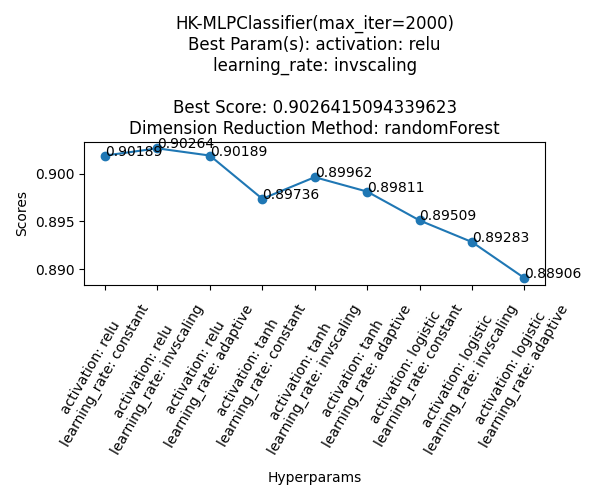 HK-MLPClassifier(max_iter=2000)
Best Param(s): activation: relu
learning_rate: invscaling
Best Score: 0.9026415094339623
Dimension Reduction Method: randomForest
Scores
0.900
0.895
0.890
0.90189
0.90264
0.90189
0.89736
0.89962
0.89811
0.89509
0.89283
0.88906
activation: relu
learning_rate: constant
activation: relu
learning_rate: invscaling
activation: relu
learning_rate: adaptive
activation: tanh
learning_rate: constant
activation: tanh
learning_rate: invscaling
activation: tanh
learning_rate: adaptive
activation: logistic
learning_rate: constant
activation: logistic
learning_rate: invscaling
activation: logistic
learning_rate: adaptive
Hyperparams